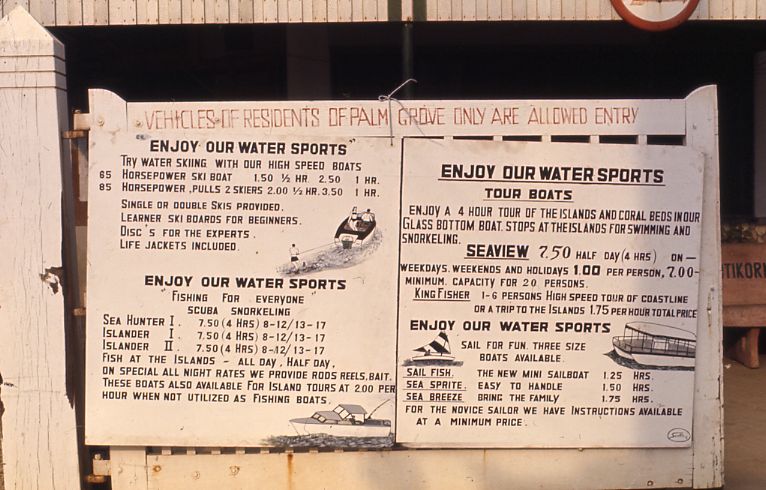 VEHICLES OF RESIDENTS OF PALM GROVE ONLY ARE ALLOWED ENTRY
ENJOY OUR WATER SPORTS"
TRY WATER SKIING WITH OUR HIGH SPEED BOATS
65 HORSEPOWER SKI BOAT 1.50 ½ HR. 2.50 1 HR.
85 HORSEPOWER, PULLS 2 SKIERS 2.00 ½ HR. 3.50 1 HR.
SINGLE OR DOUBLE SKIS PROVIDED.
LEARNER SKI BOARDS FOR BEGINNERS.
DISC'S FOR THE EXPERTS.
LIFE JACKETS INCLUDED.
ENJOY OUR WATER SPORTS"
"FISHING FOR EVERYONE"
SCUBA SNORKELING
SEA HUNTER I. 7.50 (4 HRS) 8-12/13-17
ISLANDER I. 7.50 (4 HRS) 8-12/13-17
ISLANDER II. 7.50 (4 HRS) 8-12/13-17
FISH AT THE ISLANDS - ALL DAY, HALF DAY,
ON SPECIAL ALL NIGHT RATES WE PROVIDE RODS REELS, BAIT.
THESE BOATS ALSO AVAILABLE FOR ISLAND TOURS AT 2.00 PER
HOUR WHEN NOT UTILIZED AS FISHING BOATS.
ENJOY OUR WATER SPORTS
TOUR BOATS
ENJOY A 4 HOUR TOUR OF THE ISLANDS AND CORAL BEDS IN OUR
GLASS BOTTOM BOAT. STOPS AT THE ISLANDS FOR SWIMMING AND
SNORKELING.
SEAVIEW 7.50 HALF DAY (4 HRS) ON-
WEEKDAYS. WEEKENDS AND HOLIDAYS 1.00 PER PERSON, 7.00-
MINIMUM. CAPACITY FOR 20 PERSONS.
KING FISHER 1-6 PERSONS HIGH SPEED TOUR OF COASTLINE
OR A TRIP TO THE ISLANDS 1.75 PER HOUR TOTAL PRICE
ENJOY OUR WATER SPORTS
SAIL FOR FUN. THREE SIZE
BOATS AVAILABLE.
SAIL FISH. THE NEW MINI SAILBOAT 1.25 HRS.
SEA SPRITE. EASY TO HANDLE 1.50 HRS.
SEA BREEZE BRING THE FAMILY 1.75 HRS.
FOR THE NOVICE SAILOR WE HAVE INSTRUCTIONS AVAILABLE
AT A MINIMUM PRICE.
TIKORI